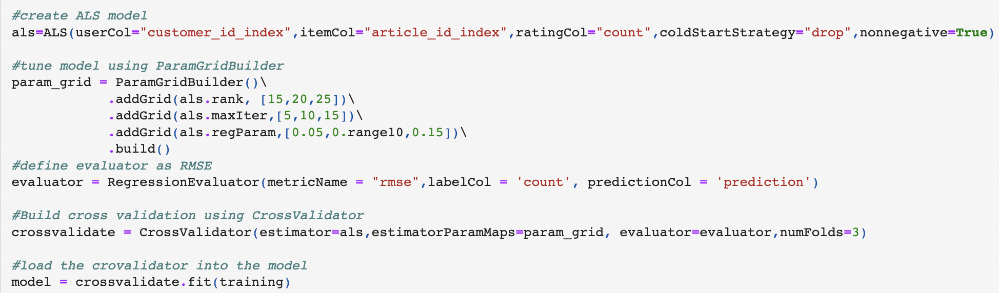 #create ALS model
als=ALS(userCol="customer_id_index",itemCol="article_id_index",ratingCol="count",coldStartStrategy="drop",nonnegative=True)
#tune model using ParamGridBuilder
param_grid = ParamGridBuilder()\
.addGrid(als.rank, [15,20,25])\
.addGrid(als.maxIter,[5,10,15])\
.addGrid(als.regParam,[0.05,0.range10,0.15])\
.build()
#define evaluator as RMSE
evaluator = RegressionEvaluator(metricName = "rmse",labelCol = 'count', predictionCol = 'prediction')
#Build cross validation using CrossValidator
crossvalidate = CrossValidator(estimator=als,estimatorParamMaps=param_grid, evaluator=evaluator,numFolds=3)
#load the crovalidator into the model
model = crossvalidate.fit(training)